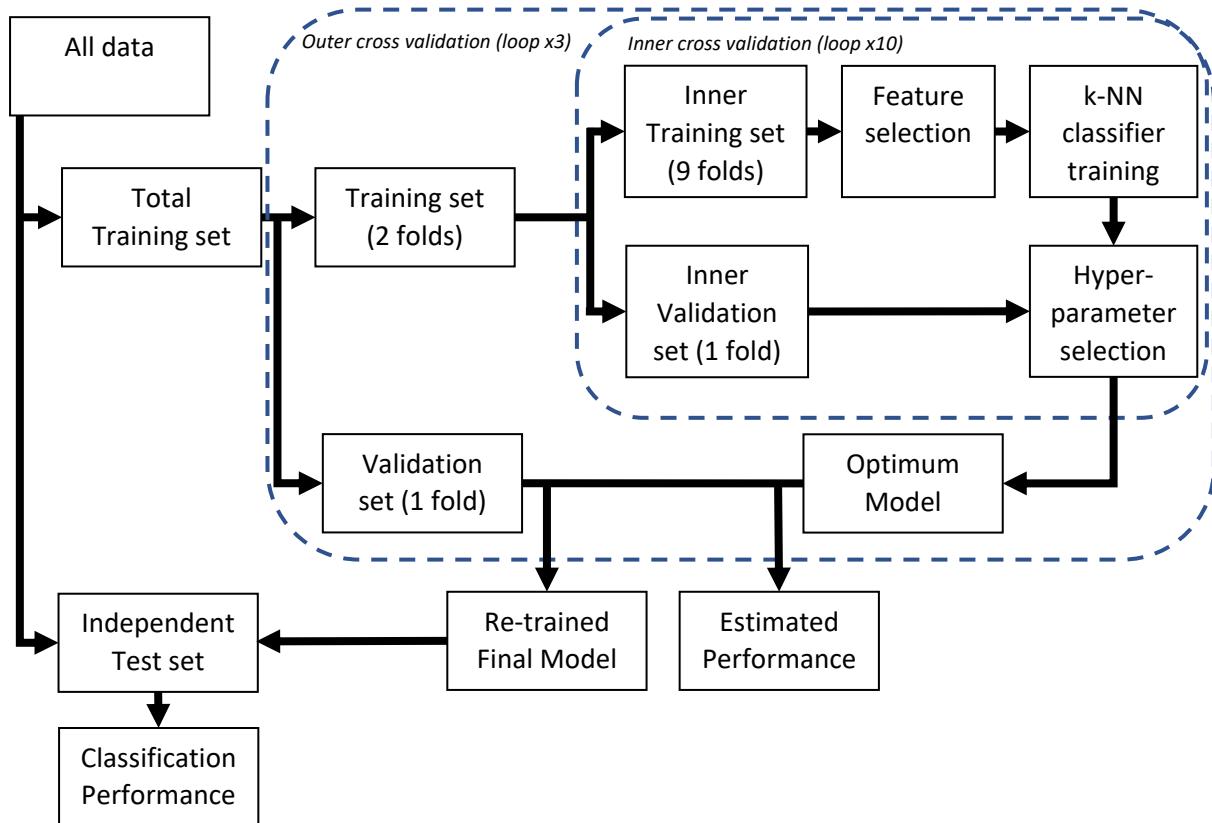 All data
Outer cross validation (loop x3)
Inner cross validation (loop x10)
Inner
Training set
(9 folds)
Feature
selection
k-NN
classifier
training
Total
Training set
Training set
(2 folds)
Inner
Validation
set (1 fold)
Hyper-
parameter
selection
Validation
set (1 fold)
Optimum
Model
Independent
Test set
Re-trained
Final Model
Estimated
Performance
Classification
Performance